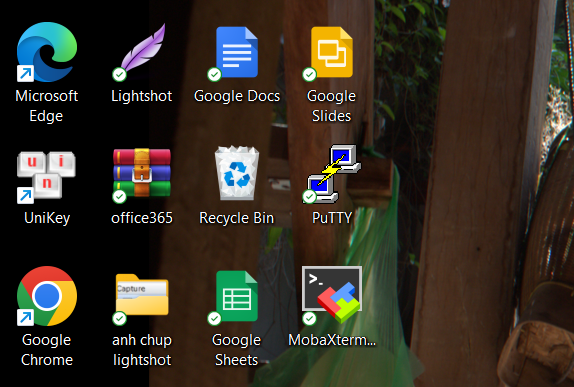 Microsoft
Edge
Lightshot
Google Docs
Google
Slides
u n i
UniKey
office365
Recycle Bin
PuTTY
Google
Chrome
Capture
anh chup
lightshot
Google
Sheets
>_
MobaXterm...